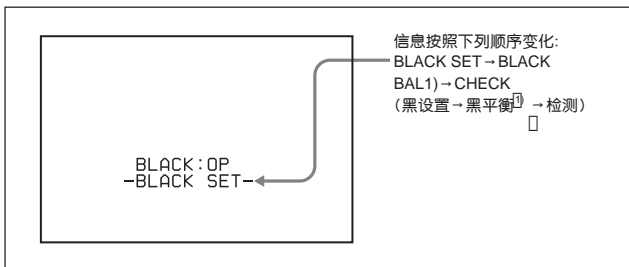 信息按照下列顺序变化:
BLACK SET→BLACK
BAL1)→CHECK
(黑设置→黑平衡1) →检测)
BLACK:OP
–BLACK SET–